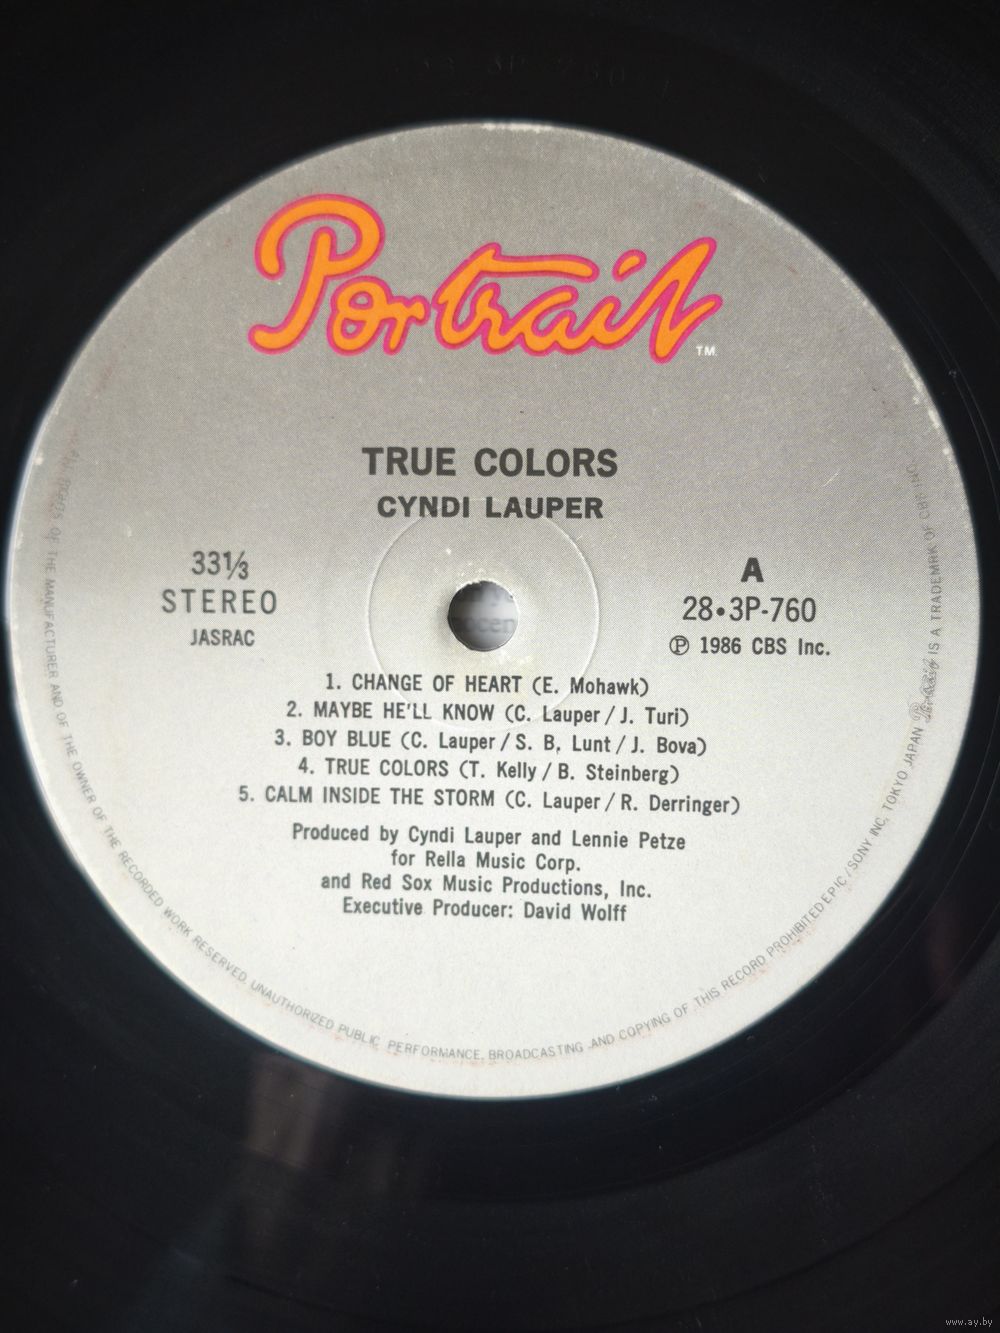 Portrait
T.M.
TRUE COLORS
CYNDI LAUPER
33⅓
STEREO
JASRAC
A
28•3P-760
Ⓟ 1986 CBS Inc.
1. CHANGE OF HEART (E. Mohawk)
2. MAYBE HE'LL KNOW (C. Lauper / J. Turi)
3. BOY BLUE (C. Lauper / S. B. Lunt / J. Bova)
4. TRUE COLORS (T. Kelly / B. Steinberg)
5. CALM INSIDE THE STORM (C. Lauper / R. Derringer)
Produced by Cyndi Lauper and Lennie Petze
for Rella Music Corp.
and Red Sox Music Productions, Inc.
Executive Producer: David Wolff
OF THE MANUFACTURER AND OF THE OWNER OF THE RECORDED WORK RESERVED. UNAUTHORIZED PUBLIC PERFORMANCE, BROADCASTING AND COPYING OF THIS RECORD PROHIBITED EPIC / SONY INC. TOKYO JAPAN Portrait IS A TRADEMRK OF CBS INC.
www.ay.by